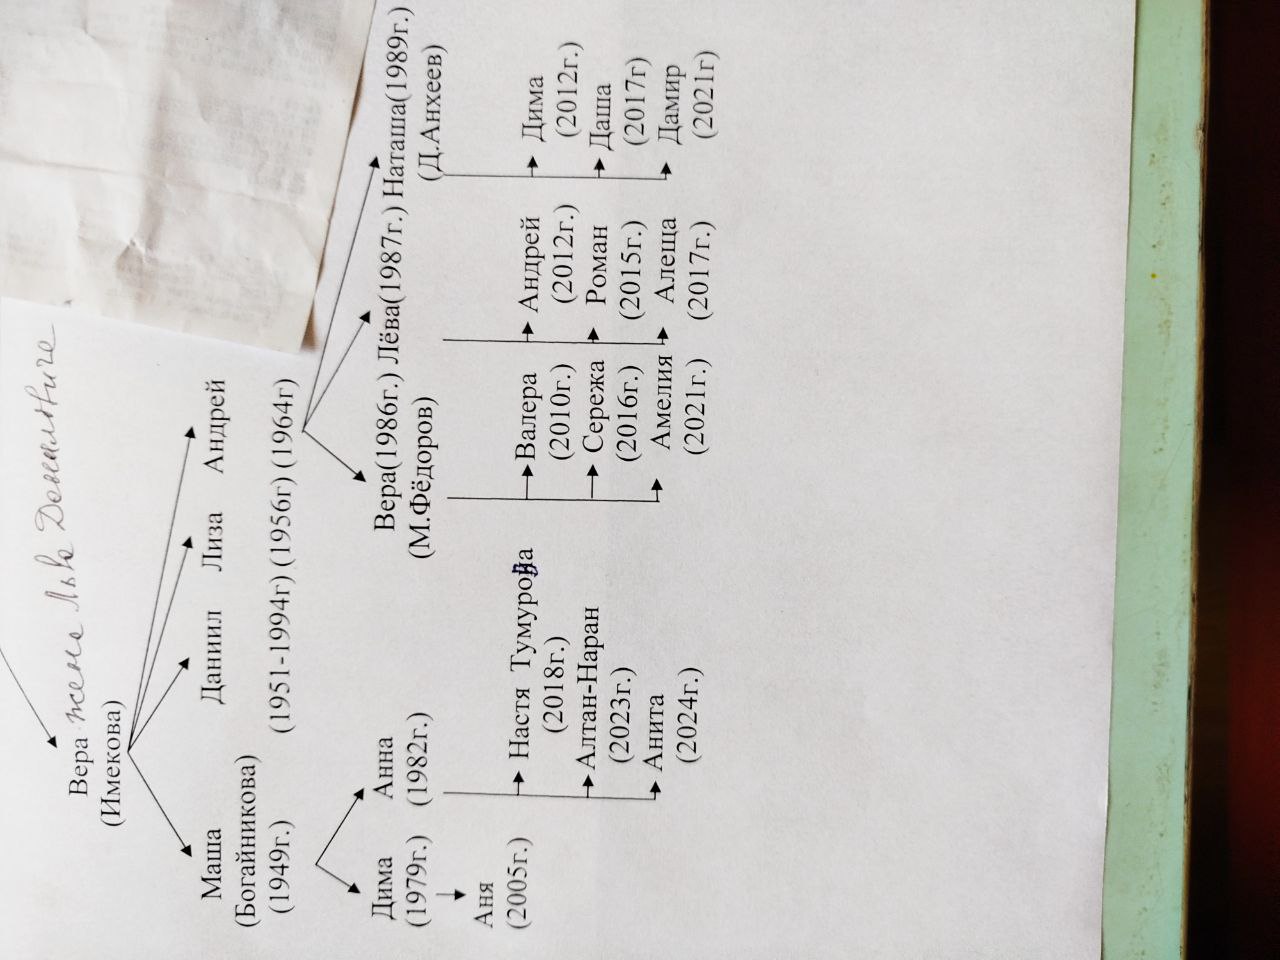 Вера жена Льва Даниловича
(Имекова)
Маша Даниил Лиза Андрей
(Богайникова)
(1949г.) (1951-1994г) (1956г) (1964г)
Дима Анна Вера(1986г.) Лёва(1987г.) Наташа(1989г.)
(1979г.) (1982г.) (М.Фёдоров) (Д.Анхеев)
Аня
(2005г.) Настя Тумурова Валера Андрей Дима
(2018г.) (2010г.) (2012г.) (2012г.)
Алтан-Наран Сережа Роман Даша
(2023г.) (2016г.) (2015г.) (2017г)
Анита Амелия Алеща Дамир
(2024г.) (2021г.) (2017г.) (2021г)